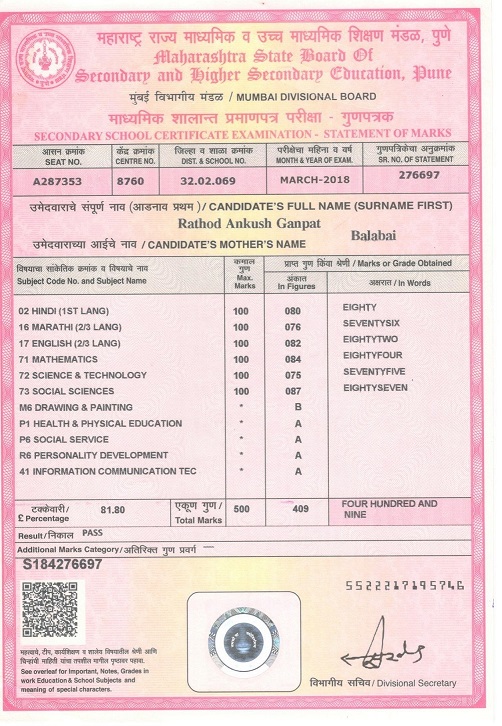 महाराष्ट्र राज्य माध्यमिक व उच्च माध्यमिक शिक्षण मंडळ, पुणे
Maharashtra State Board Of
Secondary and Higher Secondary Education, Pune
मुंबई विभागीय मंडळ / MUMBAI DIVISIONAL BOARD
माध्यमिक शालान्त प्रमाणपत्र परीक्षा - गुणपत्रक
SECONDARY SCHOOL CERTIFICATE EXAMINATION - STATEMENT OF MARKS
आसन क्रमांक केंद्र क्रमांक जिल्हा व शाळा क्रमांक परीक्षेचा महिना व वर्ष गुणपत्रिकेचा अनुक्रमांक
SEAT NO. CENTRE NO. DIST. & SCHOOL NO. MONTH & YEAR OF EXAM. SR. NO. OF STATEMENT
A287353 8760 32.02.069 MARCH-2018 276697
उमेदवाराचे संपूर्ण नाव (आडनाव प्रथम) / CANDIDATE'S FULL NAME (SURNAME FIRST)
Rathod Ankush Ganpat
उमेदवाराच्या आईचे नाव / CANDIDATE'S MOTHER'S NAME Balabai
विषयाचा सांकेतिक क्रमांक व विषयाचे नाव
Subject Code No. and Subject Name
कमाल
गुण
Max.
Marks
प्राप्त गुण किंवा श्रेणी / Marks or Grade Obtained
अंकात
In Figures
अक्षरात / In Words
02 HINDI (1ST LANG) 100 080 EIGHTY
16 MARATHI (2/3 LANG) 100 076 SEVENTYSIX
17 ENGLISH (2/3 LANG) 100 082 EIGHTYTWO
71 MATHEMATICS 100 084 EIGHTYFOUR
72 SCIENCE & TECHNOLOGY 100 075 SEVENTYFIVE
73 SOCIAL SCIENCES 100 087 EIGHTYSEVEN
M6 DRAWING & PAINTING * B
P1 HEALTH & PHYSICAL EDUCATION * A
P6 SOCIAL SERVICE * A
R6 PERSONALITY DEVELOPMENT * A
41 INFORMATION COMMUNICATION TEC * A
टक्केवारी/
£ Percentage
81.80
एकूण गुण /
Total Marks
500 409
FOUR HUNDRED AND
NINE
Result/निकाल PASS
Additional Marks Category/अतिरिक्त गुण प्रवर्ग —
S184276697
5522217195746
महत्वाचे, टीप, कार्यशिक्षण व शालेय विषयातील श्रेणी आणि
चिन्हांची माहिती यांचा तपशील मागील पृष्ठावर पहावा.
See overleaf for Important, Notes, Grades in
work Education & School Subjects and
meaning of special characters.
विभागीय सचिव / Divisional Secretary